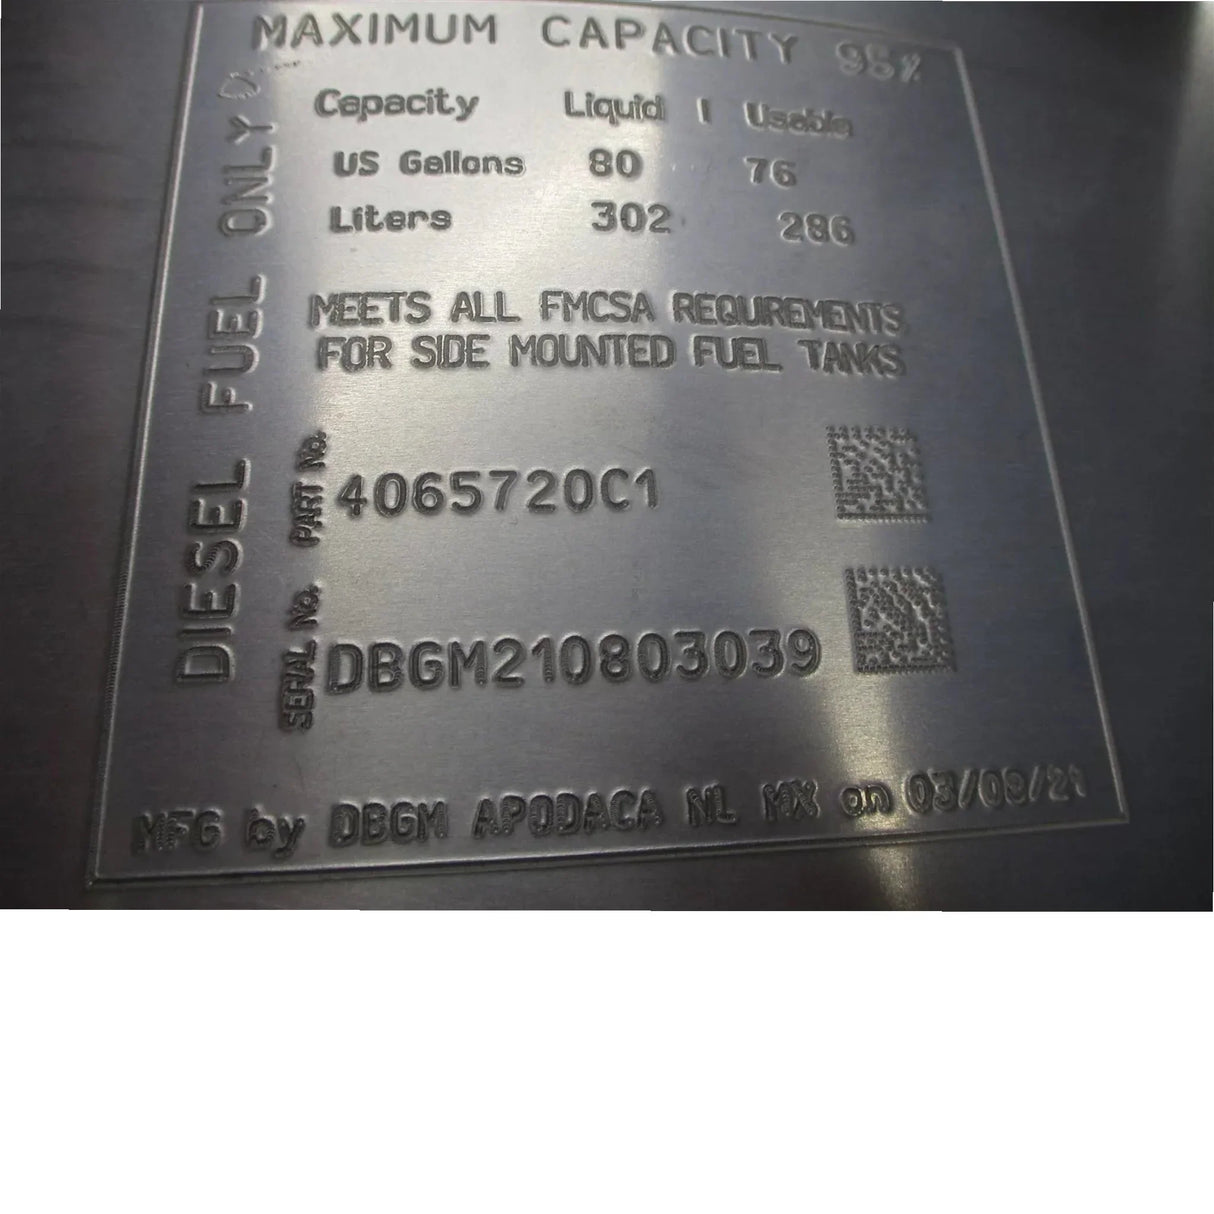 MAXIMUM CAPACITY 95%
Capacity Liquid | Useable
US Gallons 80 76
Liters 302 286
MEETS ALL FMCSA REQUIREMENTS
FOR SIDE MOUNTED FUEL TANKS
DIESEL FUEL ONLY
PART No.
4065720C1
SERIAL No.
DBGM210803039
MFG by DBGM APODACA NL MX on 03/08/21